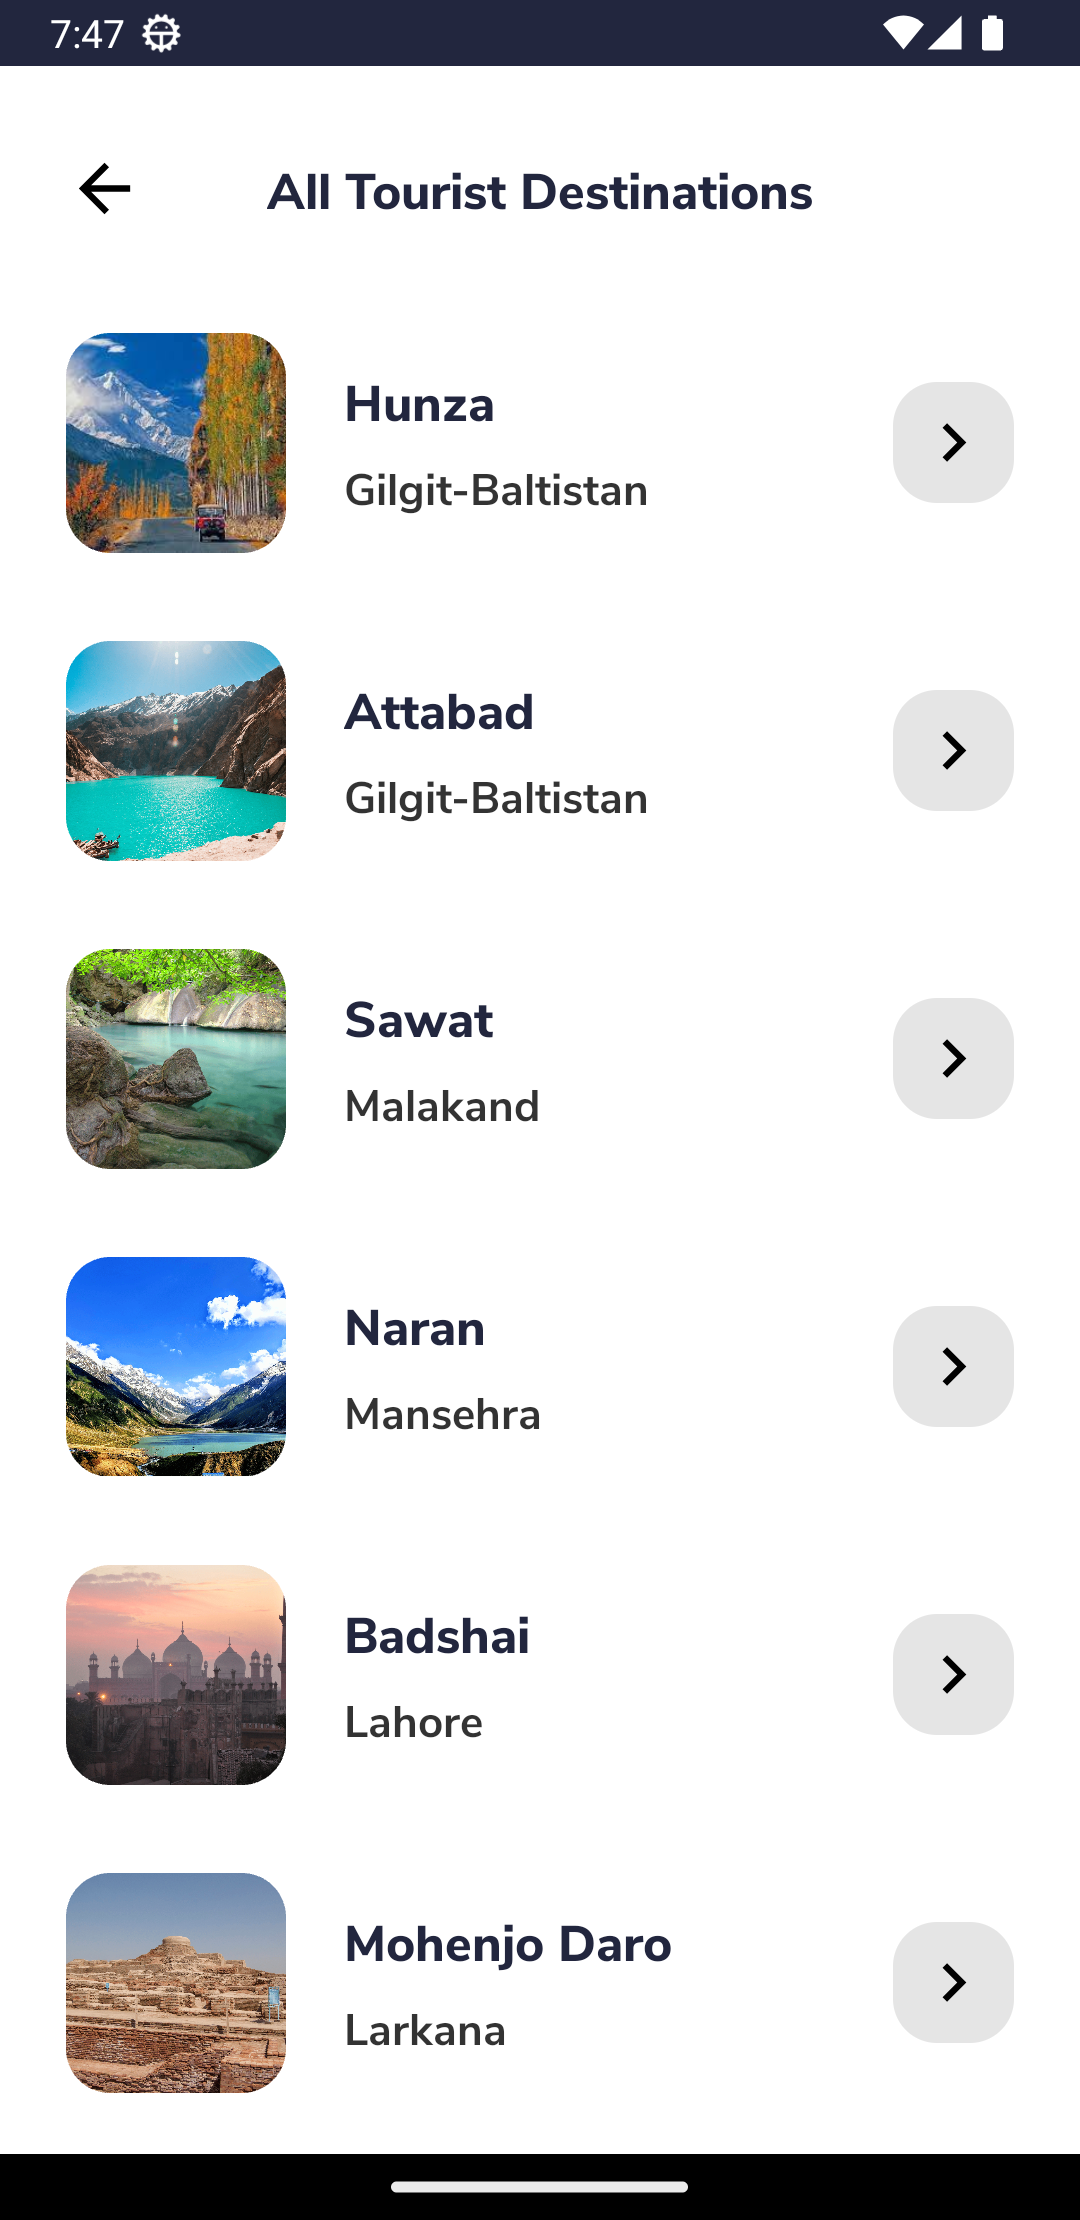 7:47
All Tourist Destinations
Hunza
Gilgit-Baltistan
Attabad
Gilgit-Baltistan
Sawat
Malakand
Naran
Mansehra
Badshai
Lahore
Mohenjo Daro
Larkana